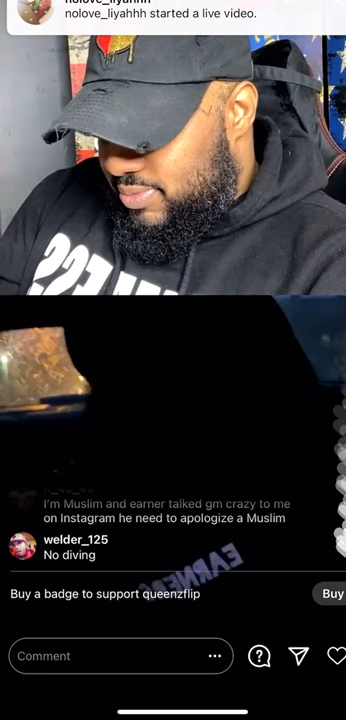 nolove_liyahhh started a live video.
I'm Muslim and earner talked gm crazy to me
on Instagram he need to apologize a Muslim
welder_125
No diving
Buy a badge to support queenzflip
Buy
Comment